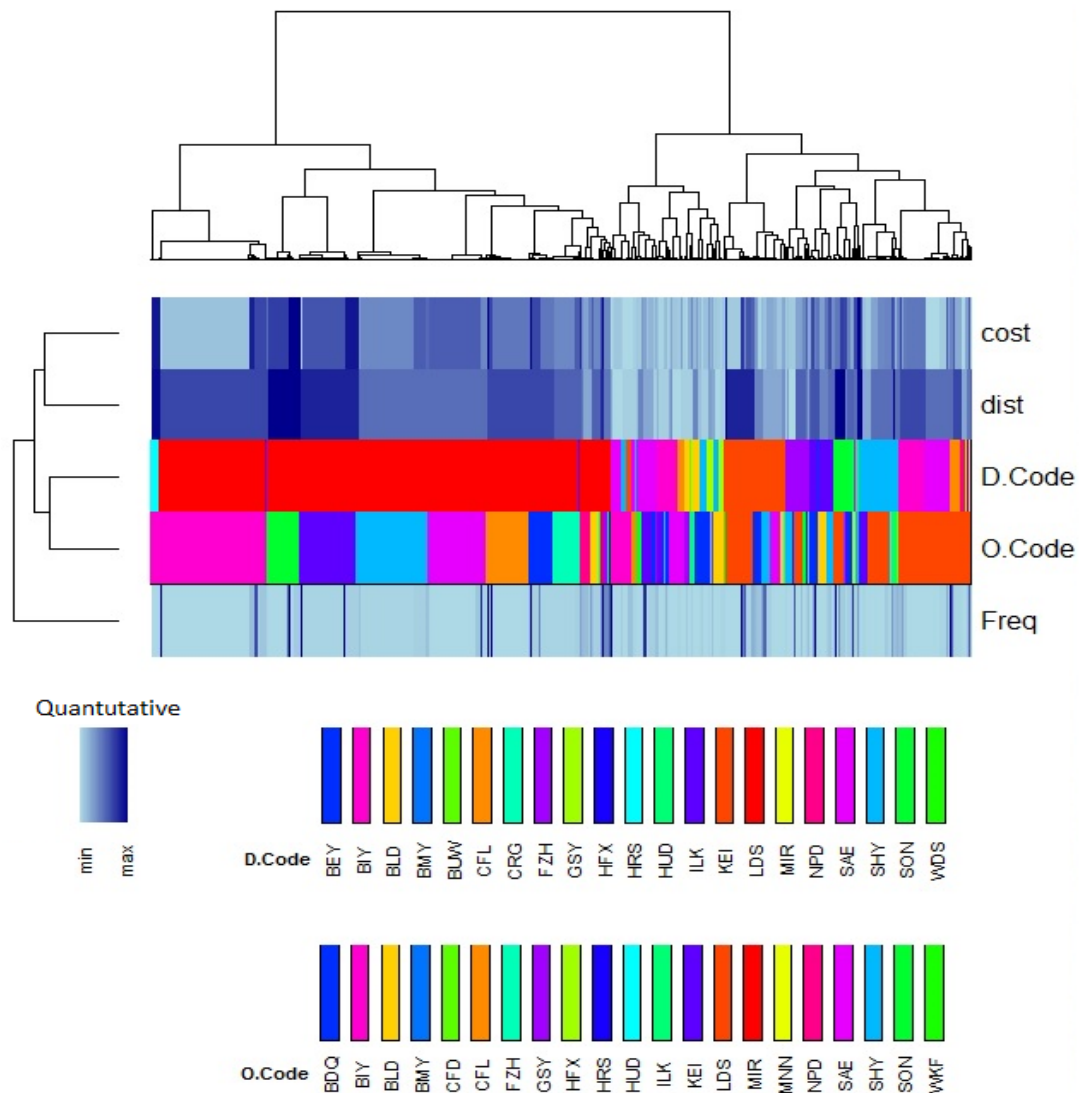 cost
dist
D.Code
O.Code
Freq
Quantutative
min max
D.Code BEY BIY BLD BMY BUW CFL CRG FZH GSY HFX HRS HUD ILK KEI LDS MIR NPD SAE SHY SON WDS
O.Code BDQ BIY BLD BMY CFD CFL FZH GSY HFX HRS HUD ILK KEI LDS MIR MNN NPD SAE SHY SON WKF